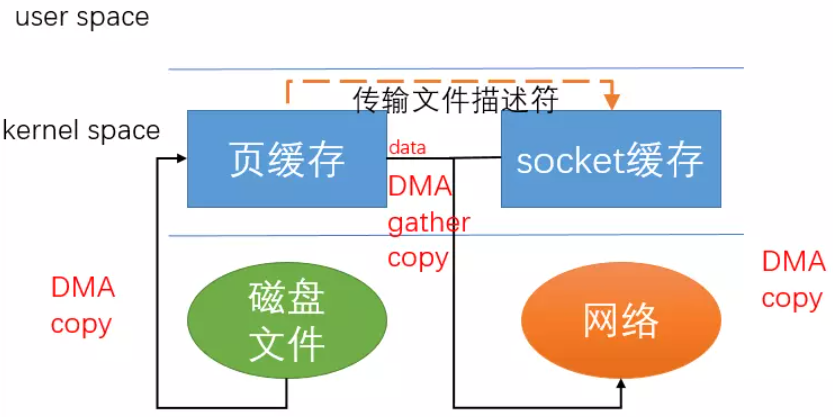 user space
传输文件描述符
kernel space
页缓存
data
socket缓存
DMA
gather
copy
DMA
copy
磁盘
文件
网络
DMA
copy